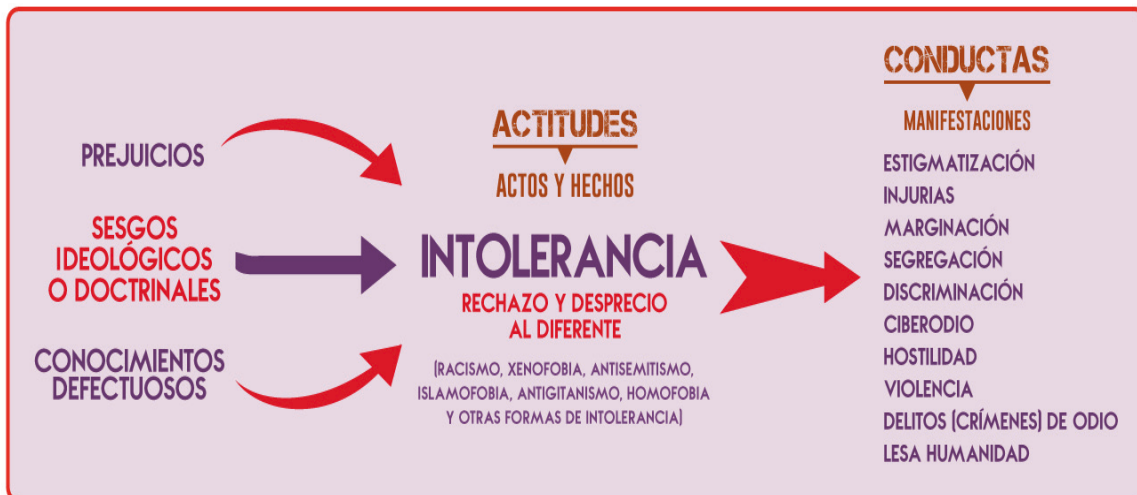 PREJUICIOS
SESGOS
IDEOLÓGICOS
O DOCTRINALES
CONOCIMIENTOS
DEFECTUOSOS
ACTITUDES
ACTOS Y HECHOS
INTOLERANCIA
RECHAZO Y DESPRECIO
AL DIFERENTE
(RACISMO, XENOFOBIA, ANTISEMITISMO,
ISLAMOFOBIA, ANTIGITANISMO, HOMOFOBIA
Y OTRAS FORMAS DE INTOLERANCIA)
CONDUCTAS
MANIFESTACIONES
ESTIGMATIZACIÓN
INJURIAS
MARGINACIÓN
SEGREGACIÓN
DISCRIMINACIÓN
CIBERODIO
HOSTILIDAD
VIOLENCIA
DELITOS (CRÍMENES) DE ODIO
LESA HUMANIDAD